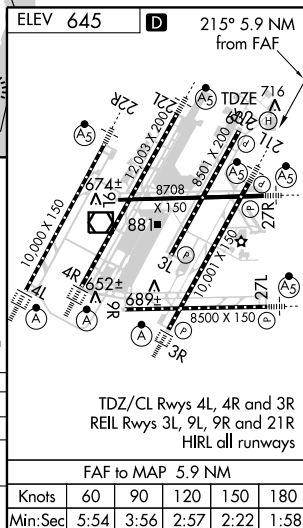 ELEV 645
D
215° 5.9 NM
from FAF
TDZE
716
22R
22L
21L
A5
A5
A5
A5
H
12,003 X 200
8501 X 200
674±
9L
8708
X 150
27R
881
10,000 X 150
10,001 X 150
4L
4R
652±
3L
P
P
P
689±
9R
27L
8500 X 150
P
P
A
A
A
3R
TDZ/CL Rwys 4L, 4R and 3R
REIL Rwys 3L, 9L, 9R and 21R
HIRL all runways
FAF to MAP 5.9 NM
Knots 60 90 120 150 180
Min:Sec 5:54 3:56 2:57 2:22 1:58